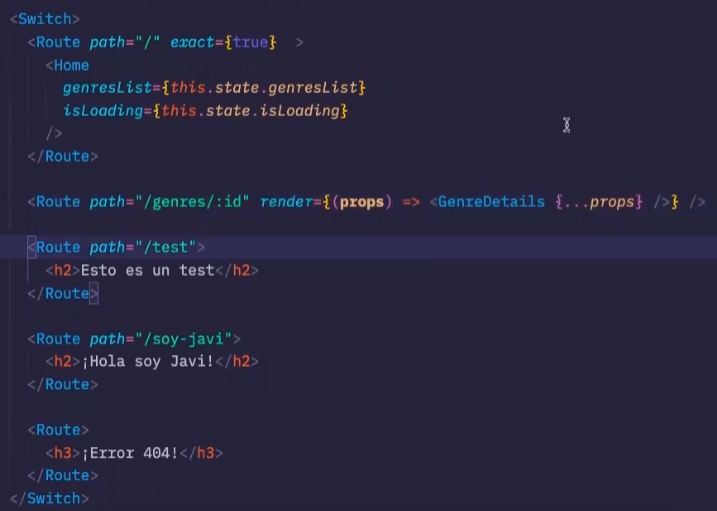 <Switch>
<Route path="/" exact={true}  >
<Home
genresList={this.state.genresList}
isLoading={this.state.isLoading}
/>
</Route>
<Route path="/genres/:id" render={(props) => <GenreDetails {...props} />} />
<Route path="/test">
<h2>Esto es un test</h2>
</Route>
<Route path="/soy-javi">
<h2>¡Hola soy Javi!</h2>
</Route>
<Route>
<h3>¡Error 404!</h3>
</Route>
</Switch>